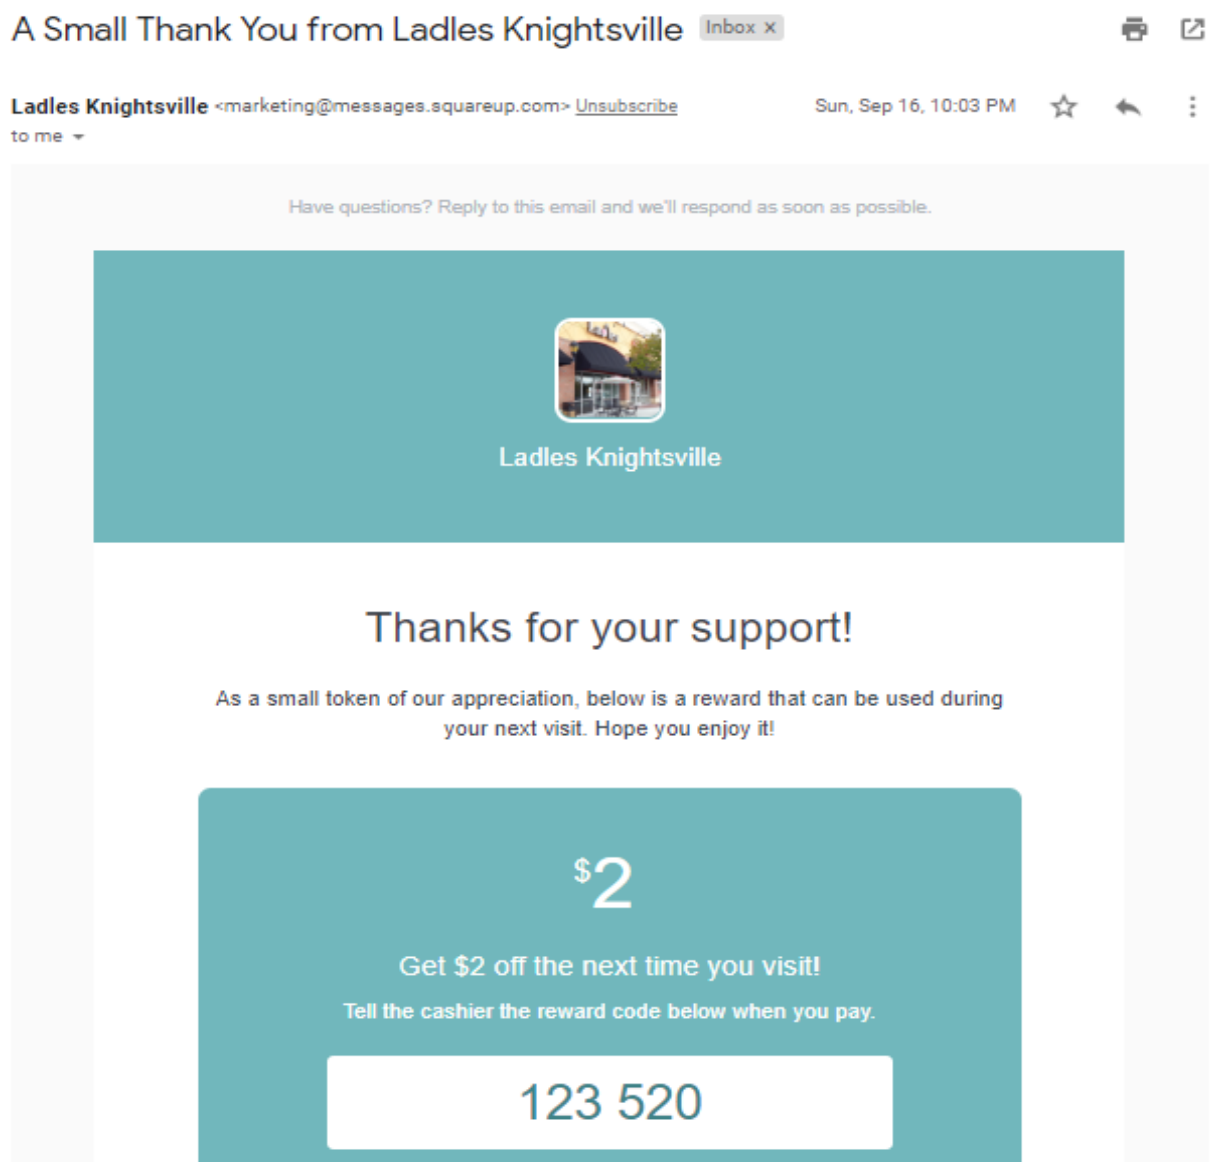 A Small Thank You from Ladles Knightsville Inbox x
Ladles Knightsville <marketing@messages.squareup.com> Unsubscribe Sun, Sep 16, 10:03 PM
to me
Have questions? Reply to this email and we'll respond as soon as possible.
Ladles Knightsville
Thanks for your support!
As a small token of our appreciation, below is a reward that can be used during
your next visit. Hope you enjoy it!
$2
Get $2 off the next time you visit!
Tell the cashier the reward code below when you pay.
123 520